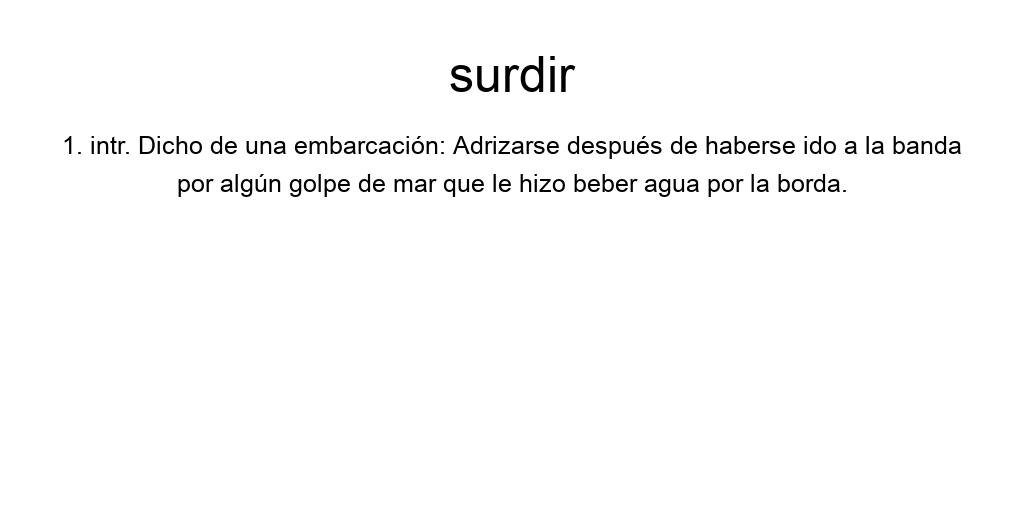 surdir
1. intr. Dicho de una embarcación: Adrizarse después de haberse ido a la banda
por algún golpe de mar que le hizo beber agua por la borda.